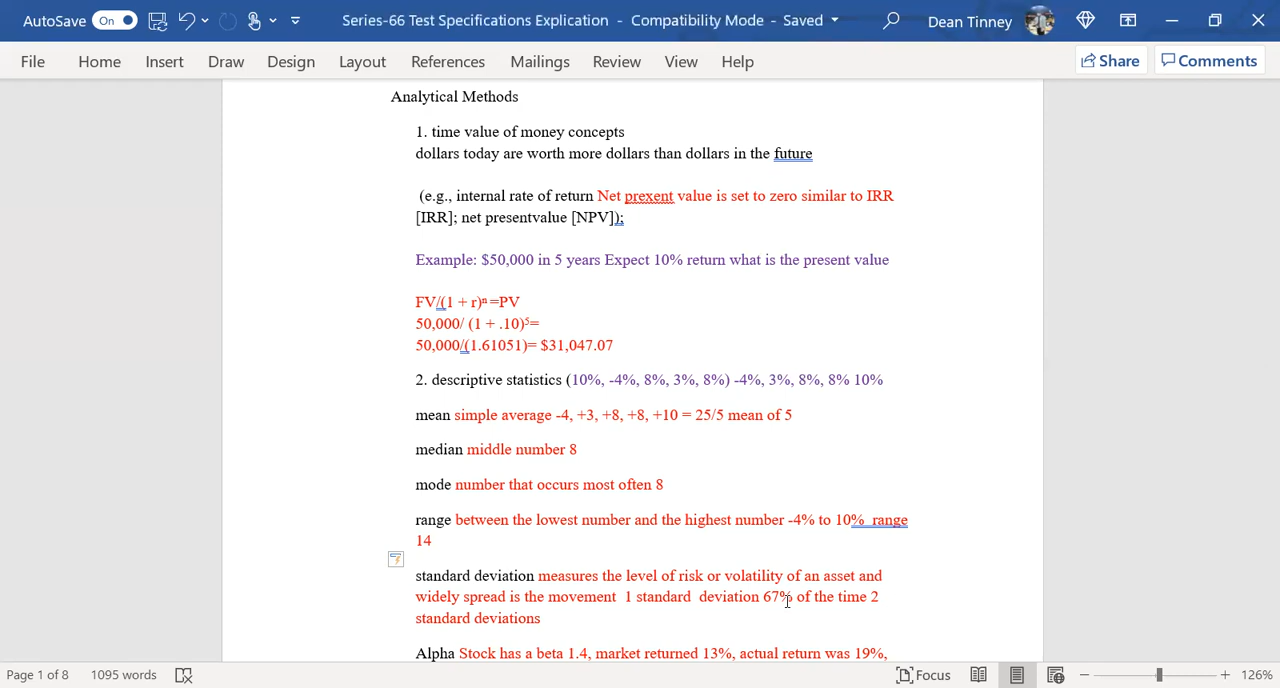 AutoSave On Series-66 Test Specifications Explication - Compatibility Mode - Saved Dean Tinney
File Home Insert Draw Design Layout References Mailings Review View Help Share Comments
Analytical Methods
1. time value of money concepts
dollars today are worth more dollars than dollars in the future
(e.g., internal rate of return Net prexent value is set to zero similar to IRR
[IRR]; net presentvalue [NPV]);
Example: $50,000 in 5 years Expect 10% return what is the present value
FV/(1 + r)ⁿ =PV
50,000/ (1 + .10)⁵=
50,000/(1.61051)= $31,047.07
2. descriptive statistics (10%, -4%, 8%, 3%, 8%) -4%, 3%, 8%, 8% 10%
mean simple average -4, +3, +8, +8, +10 = 25/5 mean of 5
median middle number 8
mode number that occurs most often 8
range between the lowest number and the highest number -4% to 10% range
14
standard deviation measures the level of risk or volatility of an asset and
widely spread is the movement 1 standard deviation 67% of the time 2
standard deviations
Alpha Stock has a beta 1.4, market returned 13%, actual return was 19%,
Page 1 of 8 1095 words Focus 126%